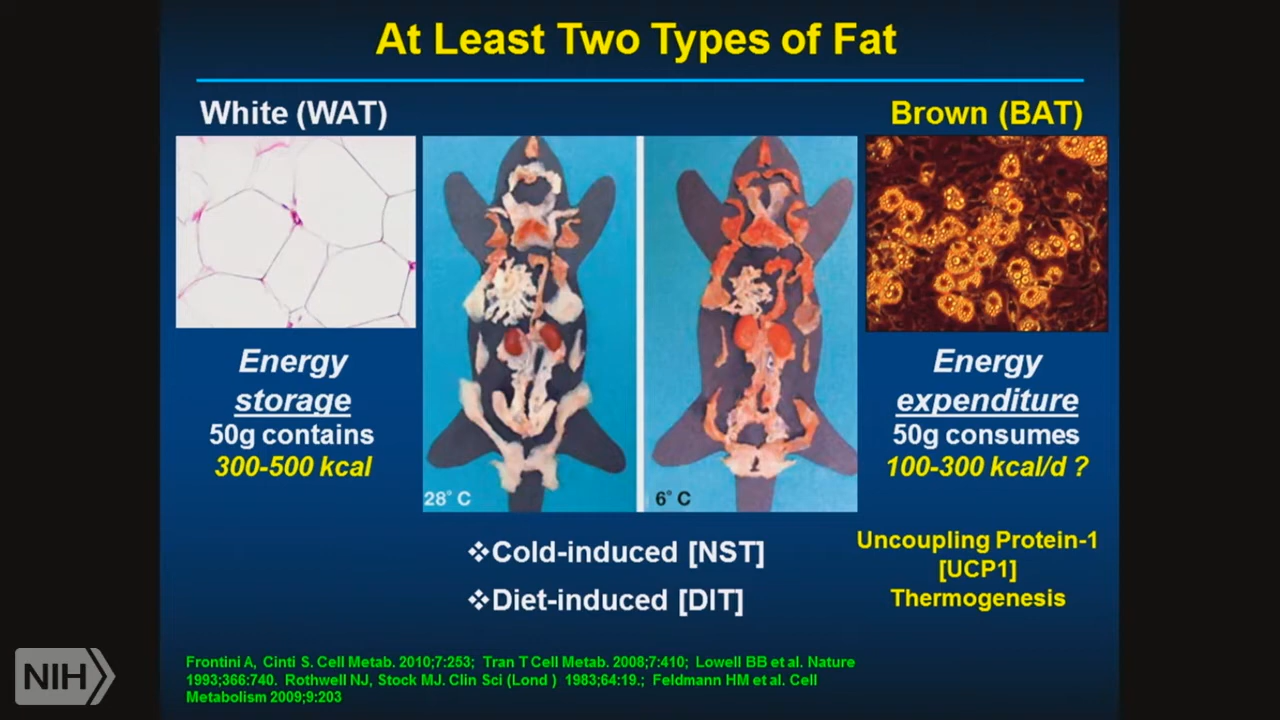 At Least Two Types of Fat
White (WAT)
Brown (BAT)
Energy
storage
50g contains
300-500 kcal
28° C
6° C
Energy
expenditure
50g consumes
100-300 kcal/d ?
❖Cold-induced [NST]
❖Diet-induced [DIT]
Uncoupling Protein-1
[UCP1]
Thermogenesis
Frontini A, Cinti S. Cell Metab. 2010;7:253; Tran T Cell Metab. 2008;7:410; Lowell BB et al. Nature
1993;366:740. Rothwell NJ, Stock MJ. Clin Sci (Lond ) 1983;64:19.; Feldmann HM et al. Cell
Metabolism 2009;9:203
NIH